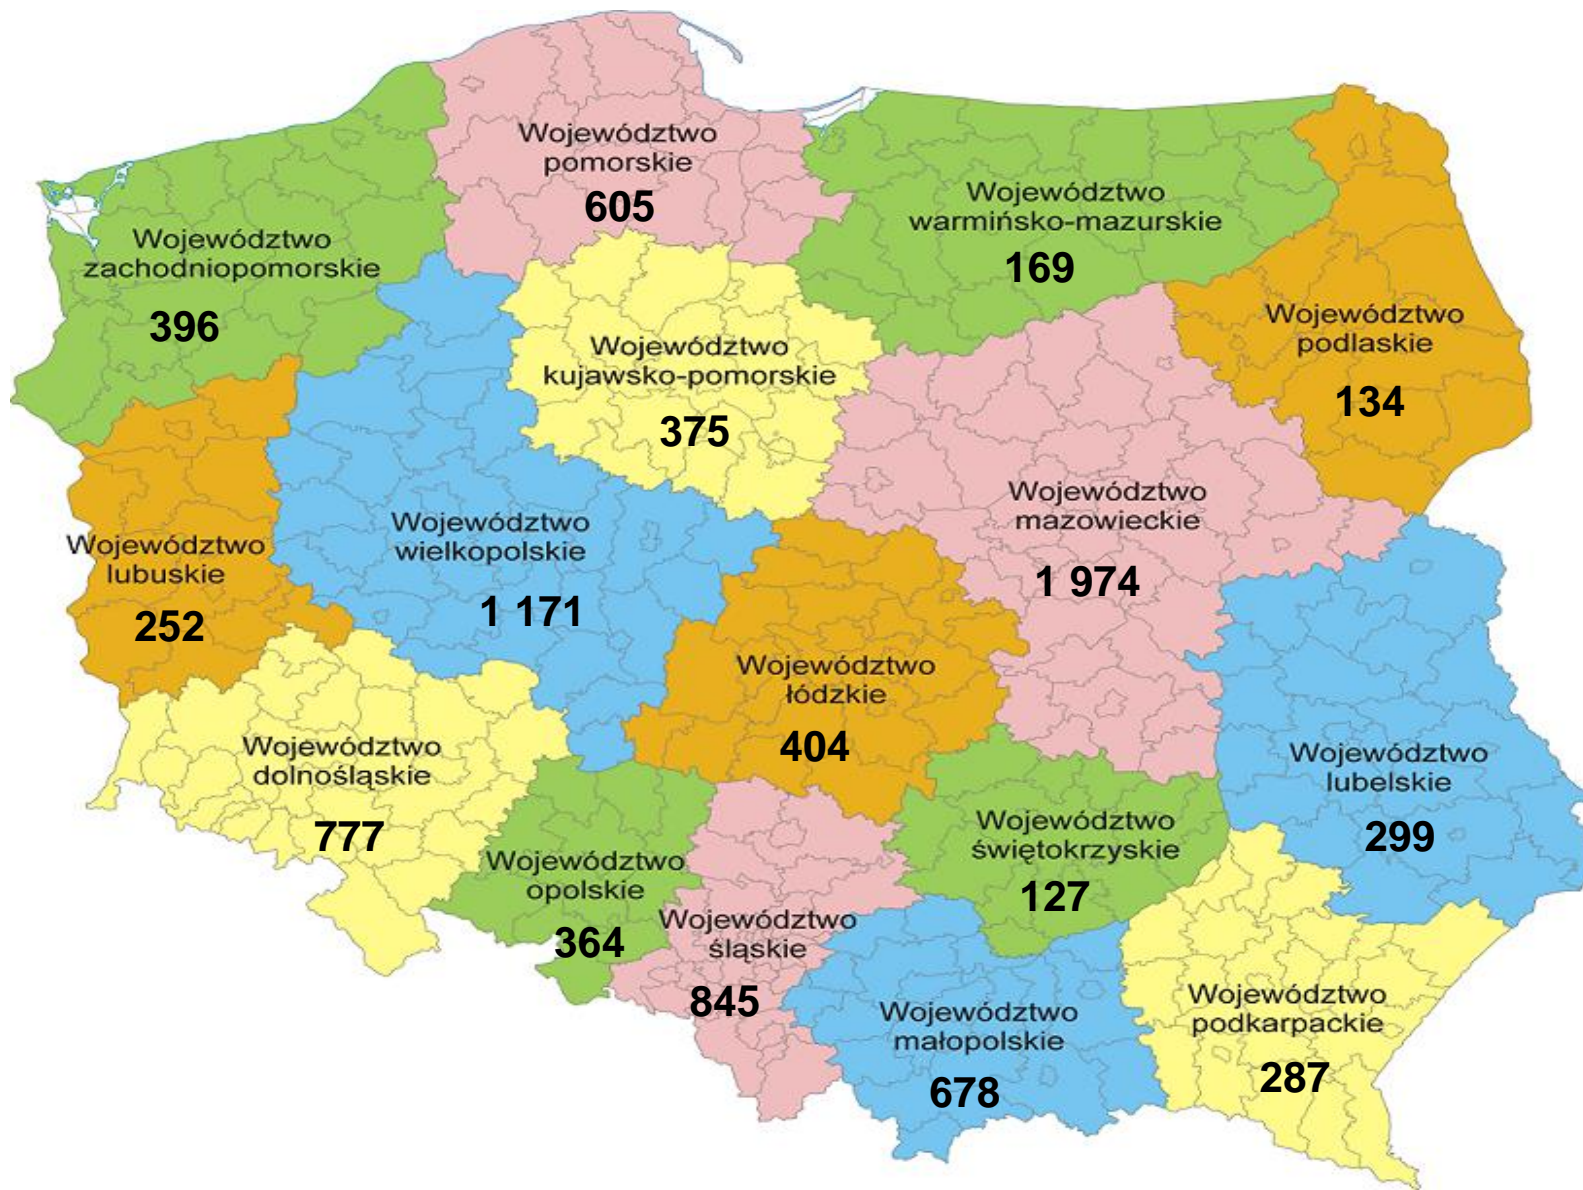 Województwo
pomorskie
605
Województwo
warmińsko-mazurskie
169
Województwo
zachodniopomorskie
396
Województwo
podlaskie
134
Województwo
kujawsko-pomorskie
375
Województwo
mazowieckie
1 974
Województwo
wielkopolskie
1 171
Województwo
lubuskie
252
Województwo
łódzkie
404
Województwo
dolnośląskie
777
Województwo
lubelskie
299
Województwo
świętokrzyskie
127
Województwo
opolskie
364
Województwo
śląskie
845
Województwo
małopolskie
678
Województwo
podkarpackie
287